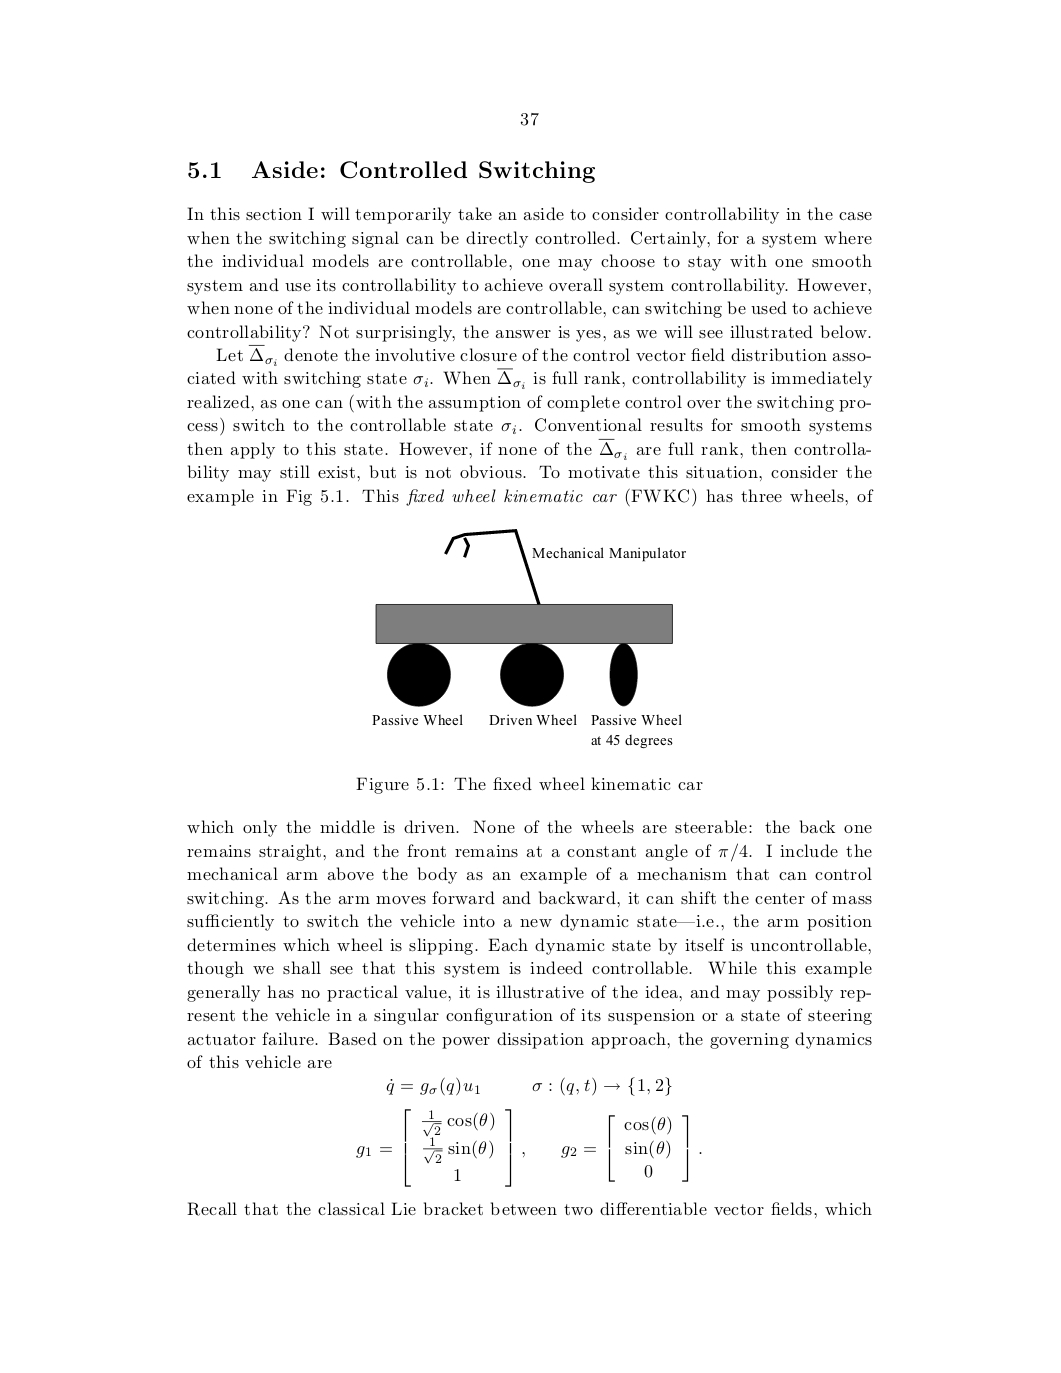 37
5.1 Aside: Controlled Switching
In this section I will temporarily take an aside to consider controllability in the case
when the switching signal can be directly controlled. Certainly, for a system where
the individual models are controllable, one may choose to stay with one smooth
system and use its controllability to achieve overall system controllability. However,
when none of the individual models are controllable, can switching be used to achieve
controllability? Not surprisingly, the answer is yes, as we will see illustrated below.
Let $\overline{\Delta}_{\sigma_i}$ denote the involutive closure of the control vector field distribution asso-
ciated with switching state $\sigma_i$. When $\overline{\Delta}_{\sigma_i}$ is full rank, controllability is immediately
realized, as one can (with the assumption of complete control over the switching pro-
cess) switch to the controllable state $\sigma_i$. Conventional results for smooth systems
then apply to this state. However, if none of the $\overline{\Delta}_{\sigma_i}$ are full rank, then controlla-
bility may still exist, but is not obvious. To motivate this situation, consider the
example in Fig 5.1. This fixed wheel kinematic car (FWKC) has three wheels, of
Mechanical Manipulator
Passive Wheel Driven Wheel Passive Wheel
at 45 degrees
Figure 5.1: The fixed wheel kinematic car
which only the middle is driven. None of the wheels are steerable: the back one
remains straight, and the front remains at a constant angle of $\pi/4$. I include the
mechanical arm above the body as an example of a mechanism that can control
switching. As the arm moves forward and backward, it can shift the center of mass
sufficiently to switch the vehicle into a new dynamic state—i.e., the arm position
determines which wheel is slipping. Each dynamic state by itself is uncontrollable,
though we shall see that this system is indeed controllable. While this example
generally has no practical value, it is illustrative of the idea, and may possibly rep-
resent the vehicle in a singular configuration of its suspension or a state of steering
actuator failure. Based on the power dissipation approach, the governing dynamics
of this vehicle are
$\dot{q} = g_\sigma(q)u_1 \qquad \sigma : (q, t) \to \{1, 2\}$
$g_1 = \begin{bmatrix} \frac{1}{\sqrt{2}}\cos(\theta) \\ \frac{1}{\sqrt{2}}\sin(\theta) \\ 1 \end{bmatrix}, \qquad g_2 = \begin{bmatrix} \cos(\theta) \\ \sin(\theta) \\ 0 \end{bmatrix}.$
Recall that the classical Lie bracket between two differentiable vector fields, which